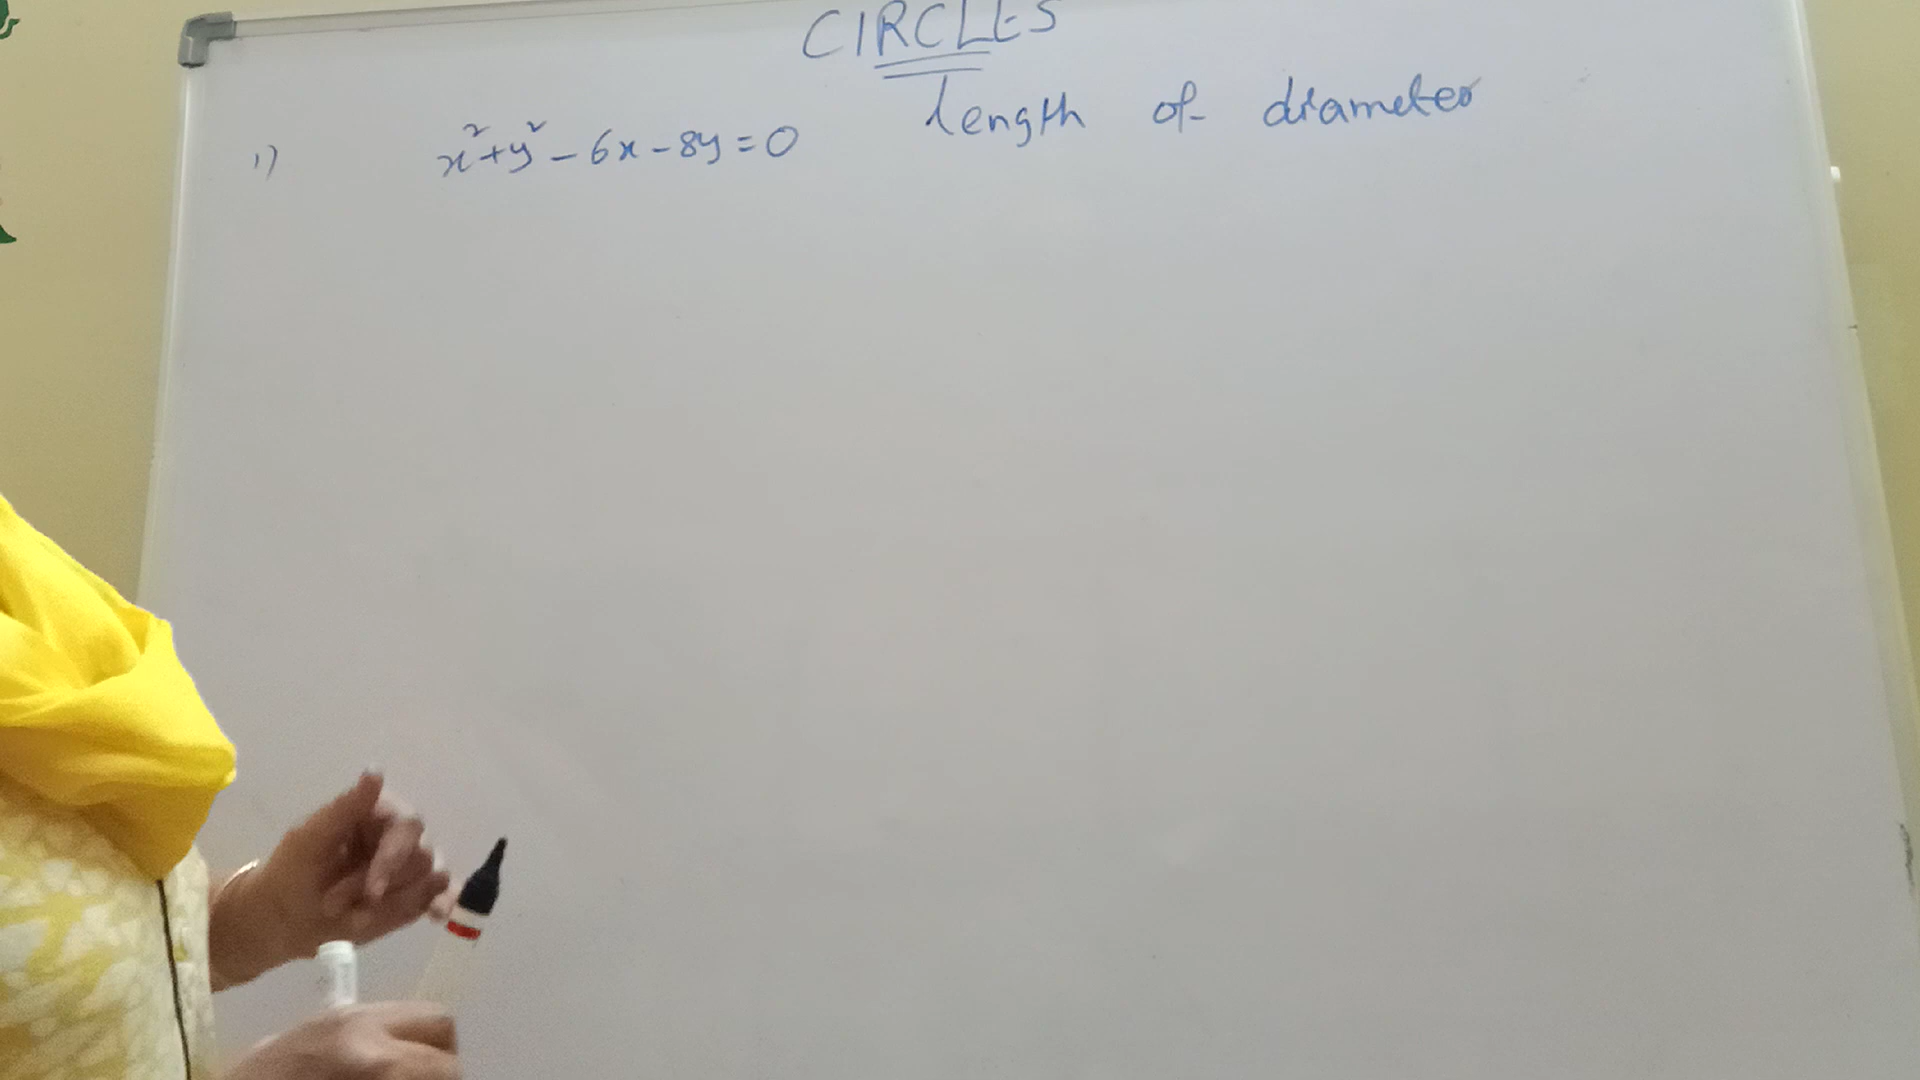 CIRCLES
1) x²+y²-6x-8y=0 length of diameter